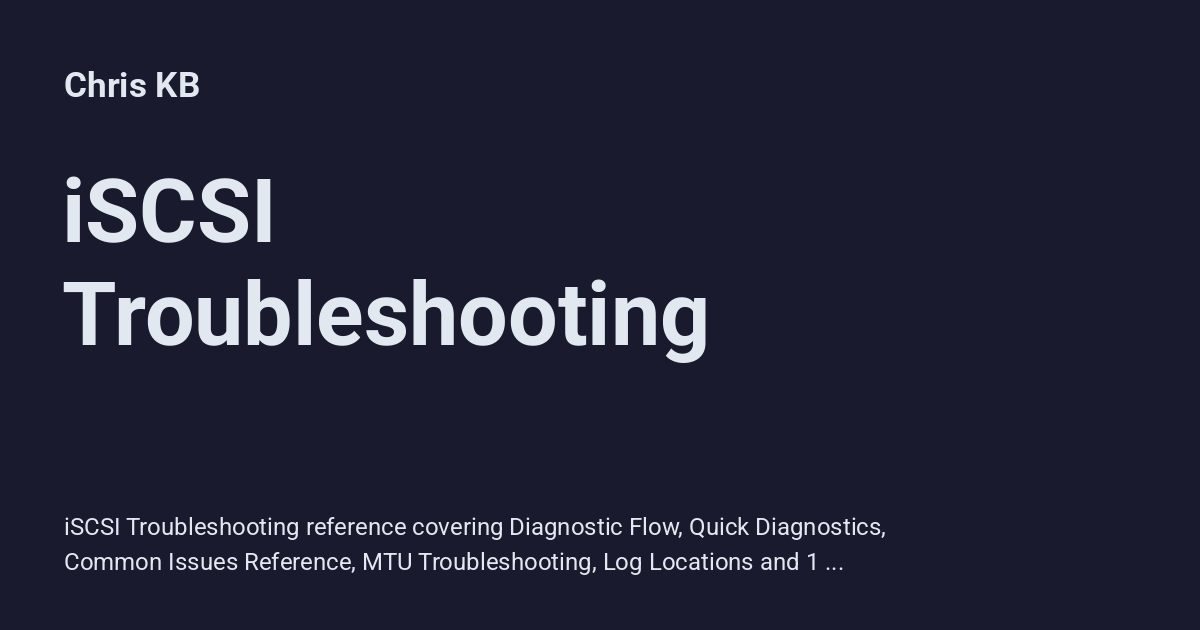 Chris KB
iSCSI
Troubleshooting
iSCSI Troubleshooting reference covering Diagnostic Flow, Quick Diagnostics,
Common Issues Reference, MTU Troubleshooting, Log Locations and 1 ...